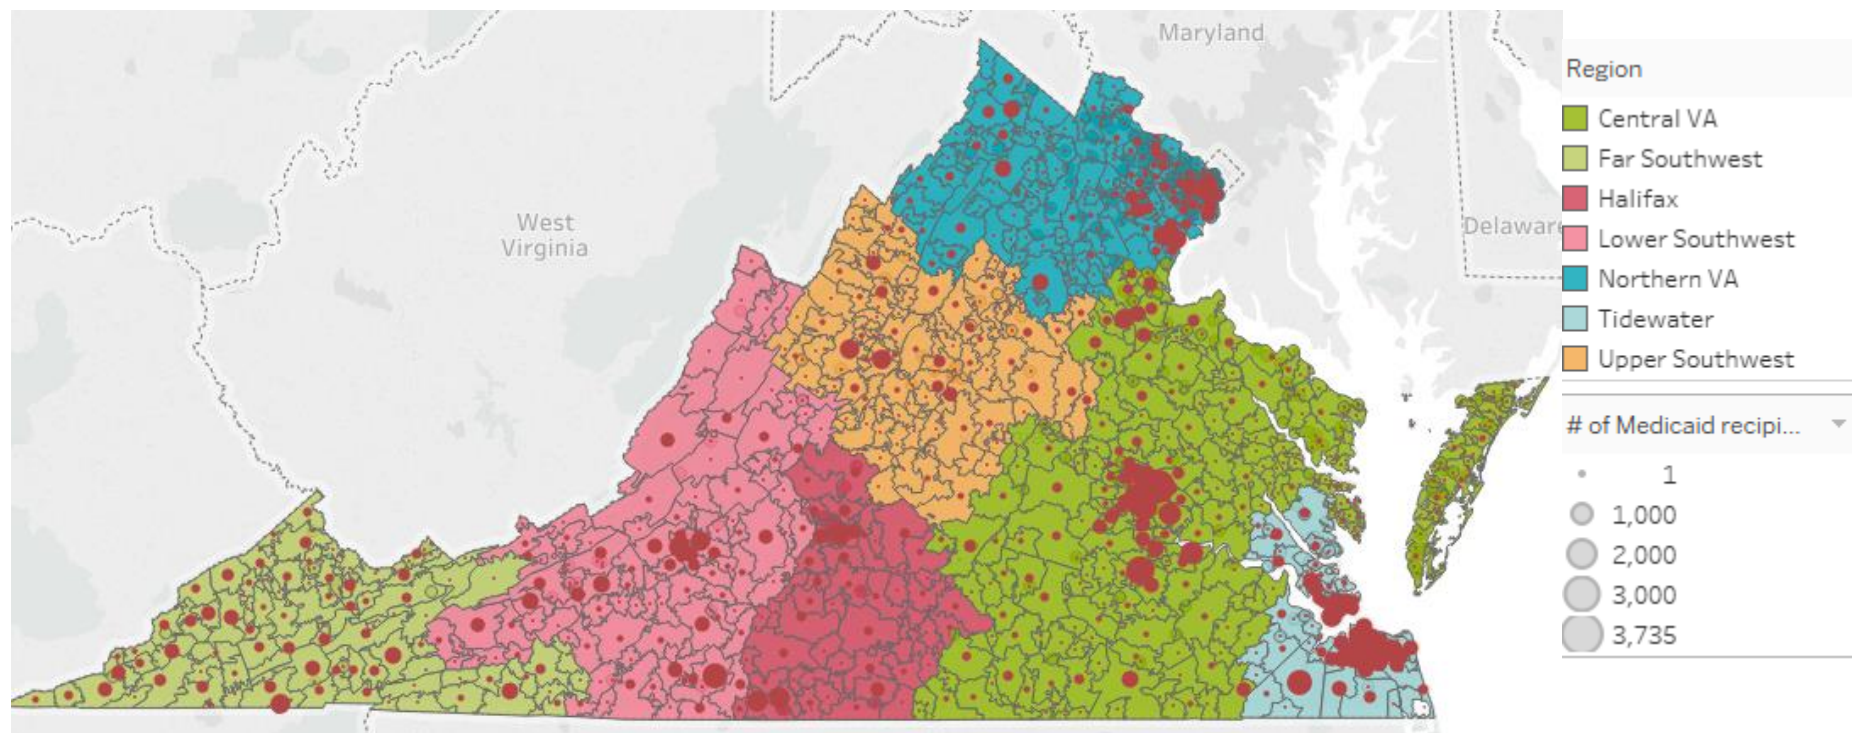 Maryland
West
Virginia
Delaware
Region
Central VA
Far Southwest
Halifax
Lower Southwest
Northern VA
Tidewater
Upper Southwest
# of Medicaid recipi...
1
1,000
2,000
3,000
3,735